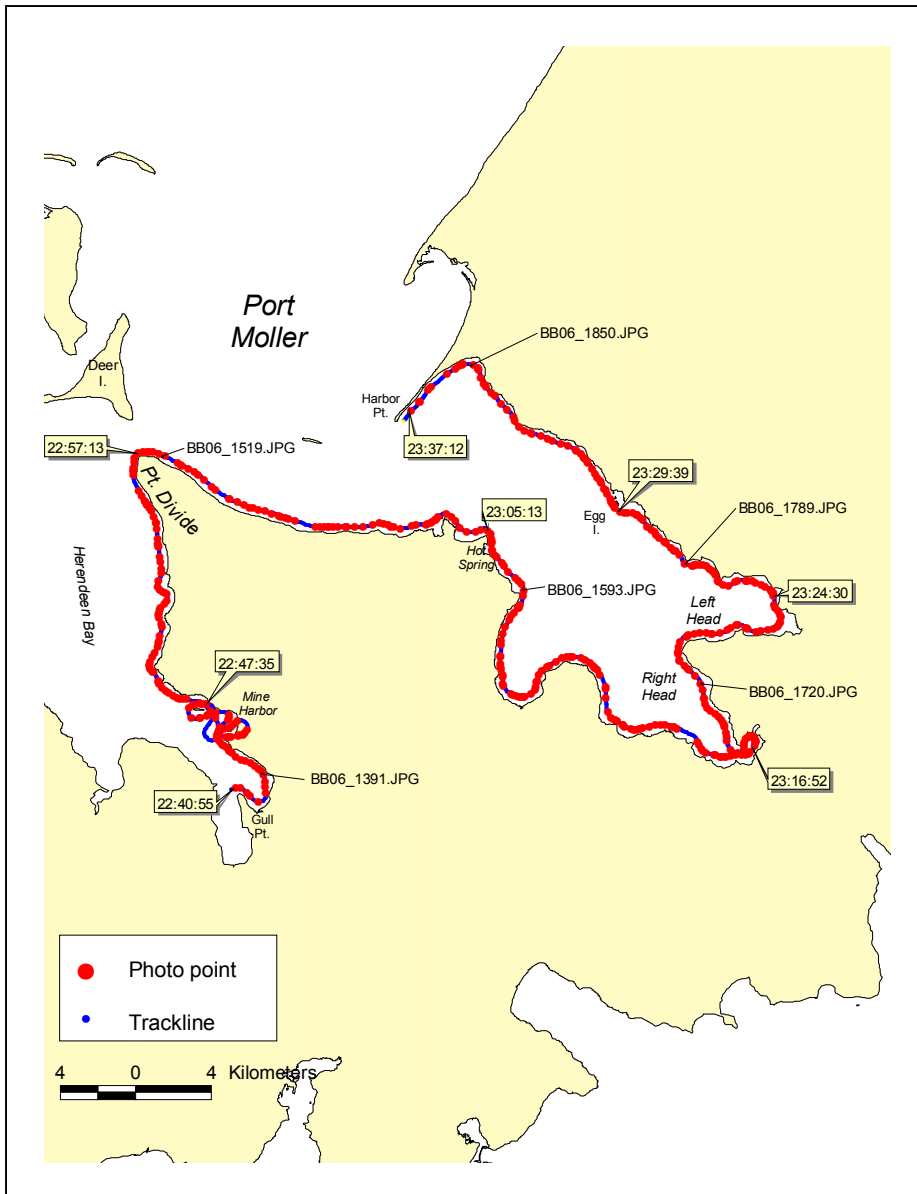 Port
Moller
BB06_1850.JPG
Deer
I.
Harbor
Pt.
23:37:12
22:57:13
BB06_1519.JPG
Pt. Divide
23:29:39
23:05:13
Egg
I.
BB06_1789.JPG
Hot
Spring
Herendeen Bay
BB06_1593.JPG
23:24:30
Left
Head
22:47:35
Right
Head
BB06_1720.JPG
Mine
Harbor
BB06_1391.JPG
23:16:52
22:40:55
Gull
Pt.
Photo point
Trackline
4 0 4 Kilometers